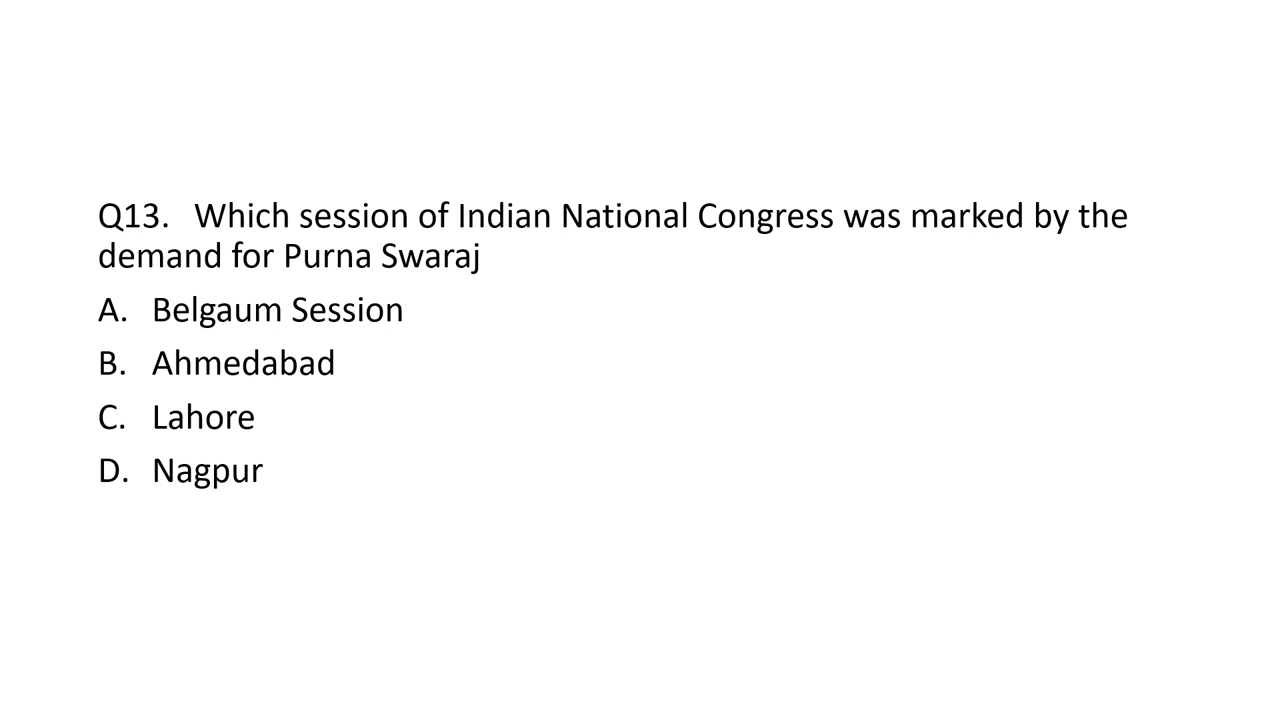 Q13. Which session of Indian National Congress was marked by the
demand for Purna Swaraj
A. Belgaum Session
B. Ahmedabad
C. Lahore
D. Nagpur